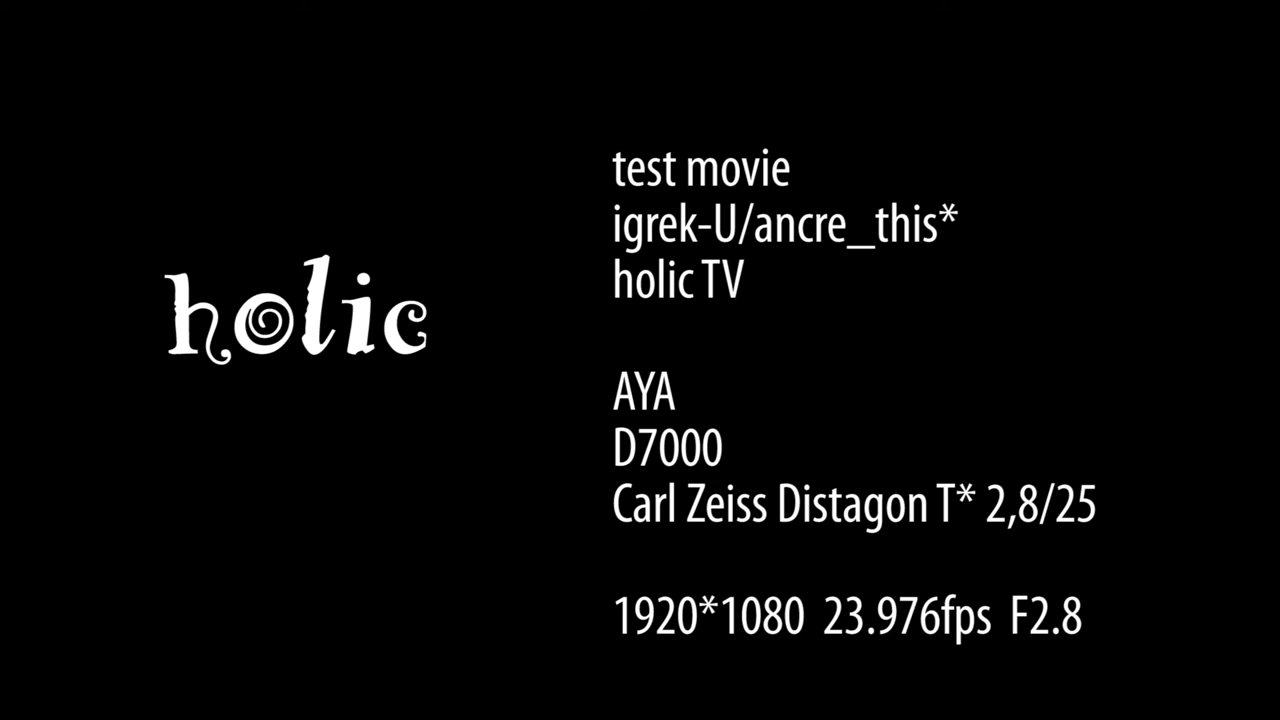 holic
test movie
igrek-U/ancre_this*
holic TV
AYA
D7000
Carl Zeiss Distagon T* 2,8/25
1920*1080 23.976fps F2.8